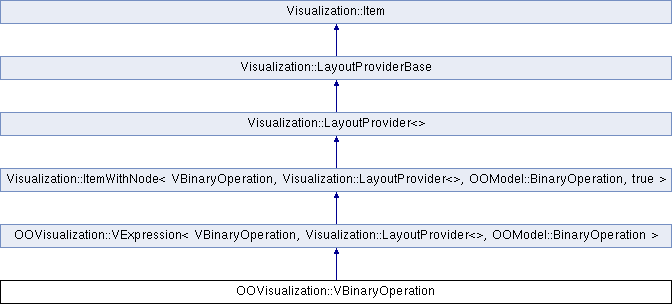 Visualization::Item
Visualization::LayoutProviderBase
Visualization::LayoutProvider<>
Visualization::ItemWithNode< VBinaryOperation, Visualization::LayoutProvider<>, OOModel::BinaryOperation, true >
OOVisualization::VExpression< VBinaryOperation, Visualization::LayoutProvider<>, OOModel::BinaryOperation >
OOVisualization::VBinaryOperation